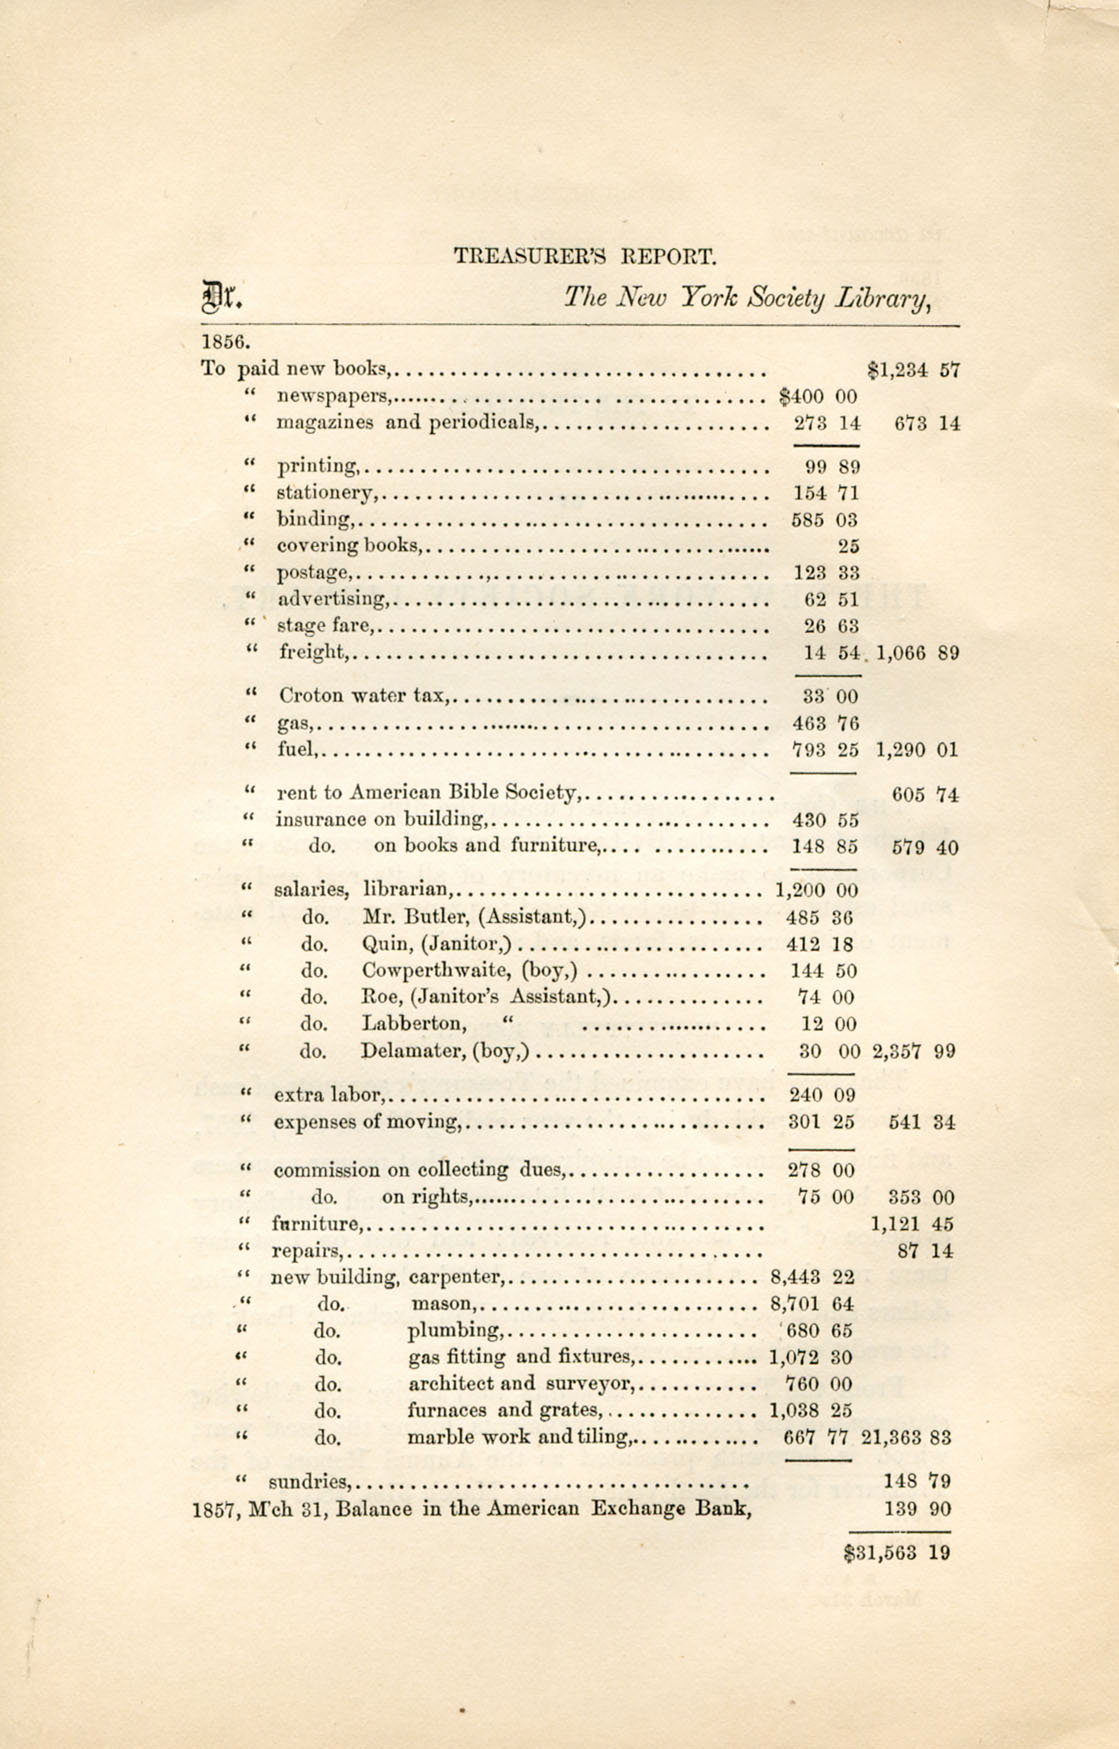 TREASURER'S REPORT.
Dr. The New York Society Library,
1856.
To paid new books,.................................. $1,234 57
“ newspapers,.................................. $400 00
“ magazines and periodicals,..................... 273 14 673 14
“ printing,..................................... 99 89
“ stationery,................................... 154 71
“ binding,...................................... 585 03
“ covering books,............................... 25
“ postage,...................................... 123 33
“ advertising,.................................. 62 51
“ stage fare,................................... 26 63
“ freight,...................................... 14 54 1,066 89
“ Croton water tax,............................. 33 00
“ gas,.......................................... 463 76
“ fuel,......................................... 793 25 1,290 01
“ rent to American Bible Society,.................. 605 74
“ insurance on building,.......................... 430 55
“ do. on books and furniture,.... ........... 148 85 579 40
“ salaries, librarian,............................. 1,200 00
“ do. Mr. Butler, (Assistant,)................ 485 36
“ do. Quin, (Janitor,) ....................... 412 18
“ do. Cowperthwaite, (boy,) ................. 144 50
“ do. Roe, (Janitor's Assistant,).............. 74 00
“ do. Labberton, “ .................. 12 00
“ do. Delamater, (boy,) ..................... 30 00 2,357 99
“ extra labor,.................................. 240 09
“ expenses of moving,........................... 301 25 541 34
“ commission on collecting dues,.................. 278 00
“ do. on rights,............................ 75 00 353 00
“ furniture,.................................... 1,121 45
“ repairs,...................................... 87 14
“ new building, carpenter,........................ 8,443 22
“ do. mason,........................... 8,701 64
“ do. plumbing,....................... 680 65
“ do. gas fitting and fixtures,............ 1,072 30
“ do. architect and surveyor,........... 760 00
“ do. furnaces and grates,.............. 1,038 25
“ do. marble work and tiling,............. 667 77 21,363 83
“ sundries,..................................... 148 79
1857, M'ch 31, Balance in the American Exchange Bank, 139 90
$31,563 19